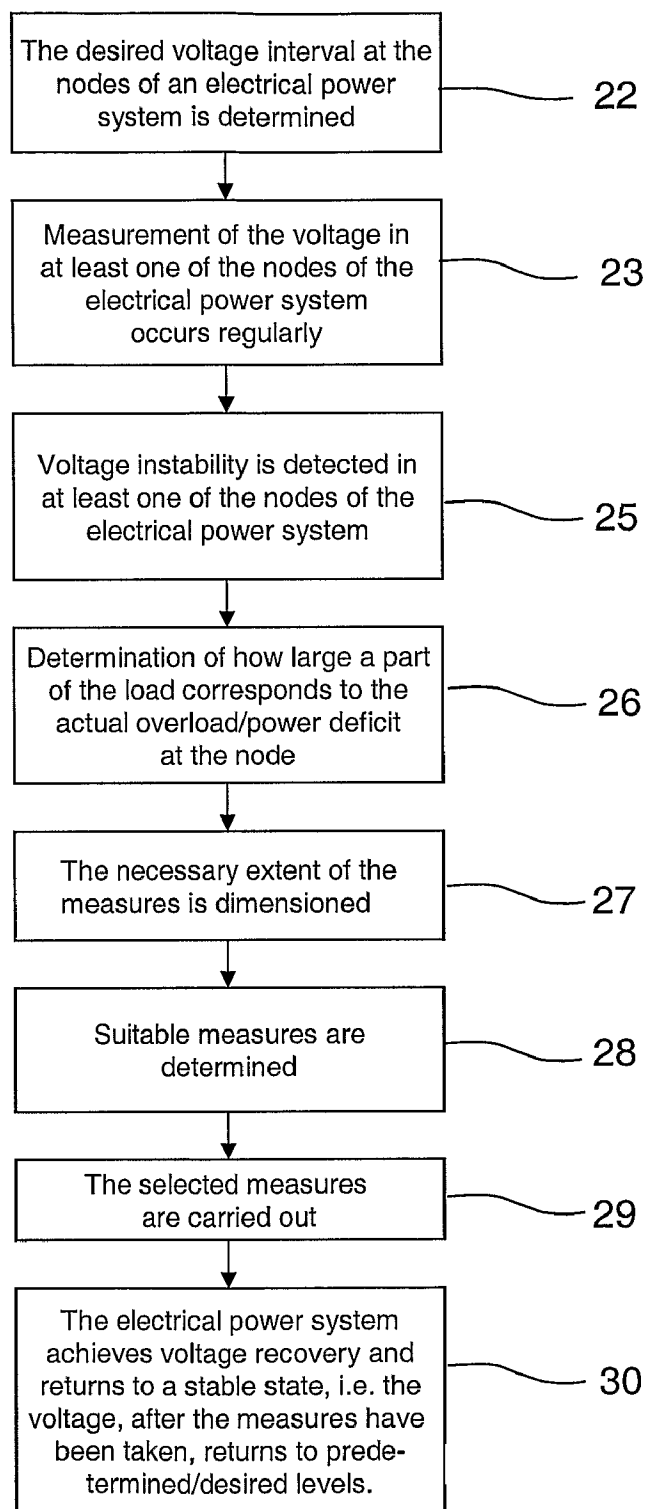 The desired voltage interval at the
nodes of an electrical power
system is determined
22
Measurement of the voltage in
at least one of the nodes of the
electrical power system
occurs regularly
23
Voltage instability is detected in
at least one of the nodes of the
electrical power system
25
Determination of how large a part
of the load corresponds to the
actual overload/power deficit
at the node
26
The necessary extent of the
measures is dimensioned
27
Suitable measures are
determined
28
The selected measures
are carried out
29
The electrical power system
achieves voltage recovery and
returns to a stable state, i.e. the
voltage, after the measures have
been taken, returns to prede-
termined/desired levels.
30